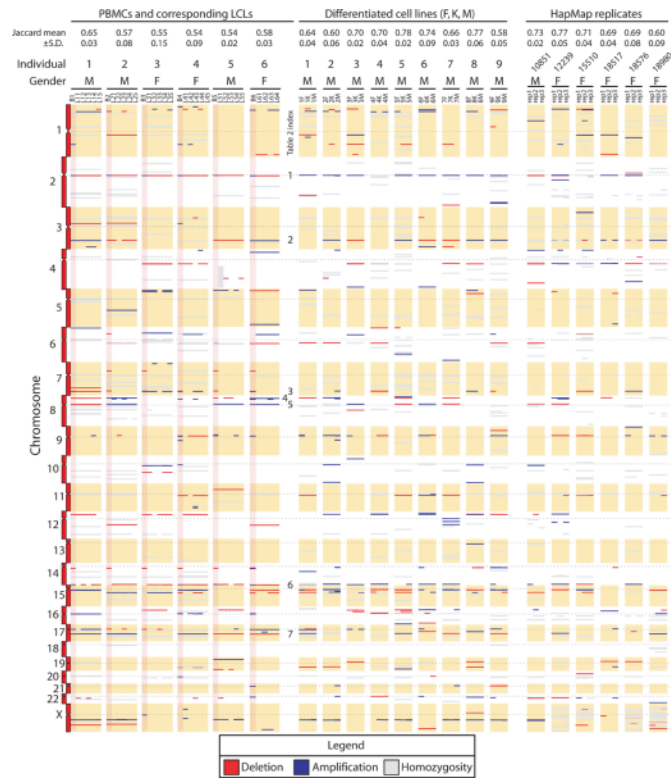 PBMCs and corresponding LCLs Differentiated cell lines (F, K, M) HapMap replicates
Jaccard mean 0.65 0.57 0.55 0.54 0.54 0.58 0.64 0.60 0.70 0.70 0.78 0.74 0.66 0.77 0.58 0.73 0.77 0.71 0.69 0.69 0.60
±S.D. 0.03 0.08 0.15 0.09 0.02 0.03 0.04 0.06 0.02 0.04 0.09 0.06 0.03 0.06 0.05 0.02 0.05 0.04 0.04 0.08 0.09
Individual 1 2 3 4 5 6 1 2 3 4 5 6 7 8 9 10851 12239 15510 18517 18576 18980
Gender M M F F M F M M M M M M F M M M F F F F F
Table 2 index
1
2 1
3 2
4
5
6
7 3
4
8 5
9
10
11
12
13
14 6
15
16
17 7
18
19
20
21
22
X
Chromosome
Legend
Deletion Amplification Homozygosity